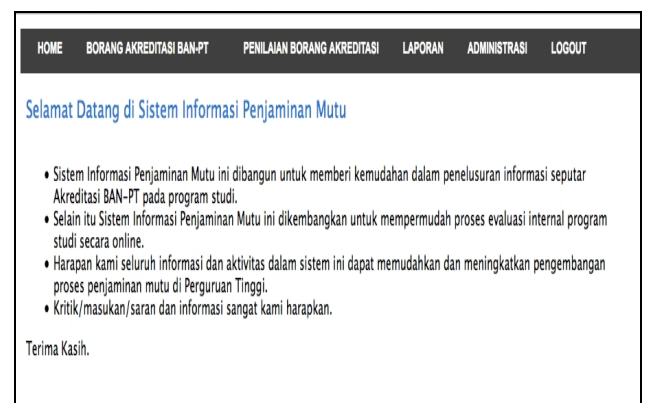 HOME BORANG AKREDITASI BAN-PT PENILAIAN BORANG AKREDITASI LAPORAN ADMINISTRASI LOGOUT
Selamat Datang di Sistem Informasi Penjaminan Mutu
• Sistem Informasi Penjaminan Mutu ini dibangun untuk memberi kemudahan dalam penelusuran informasi seputar
Akreditasi BAN-PT pada program studi.
• Selain itu Sistem Informasi Penjaminan Mutu ini dikembangkan untuk mempermudah proses evaluasi internal program
studi secara online.
• Harapan kami seluruh informasi dan aktivitas dalam sistem ini dapat memudahkan dan meningkatkan pengembangan
proses penjaminan mutu di Perguruan Tinggi.
• Kritik/masukan/saran dan informasi sangat kami harapkan.
Terima Kasih.